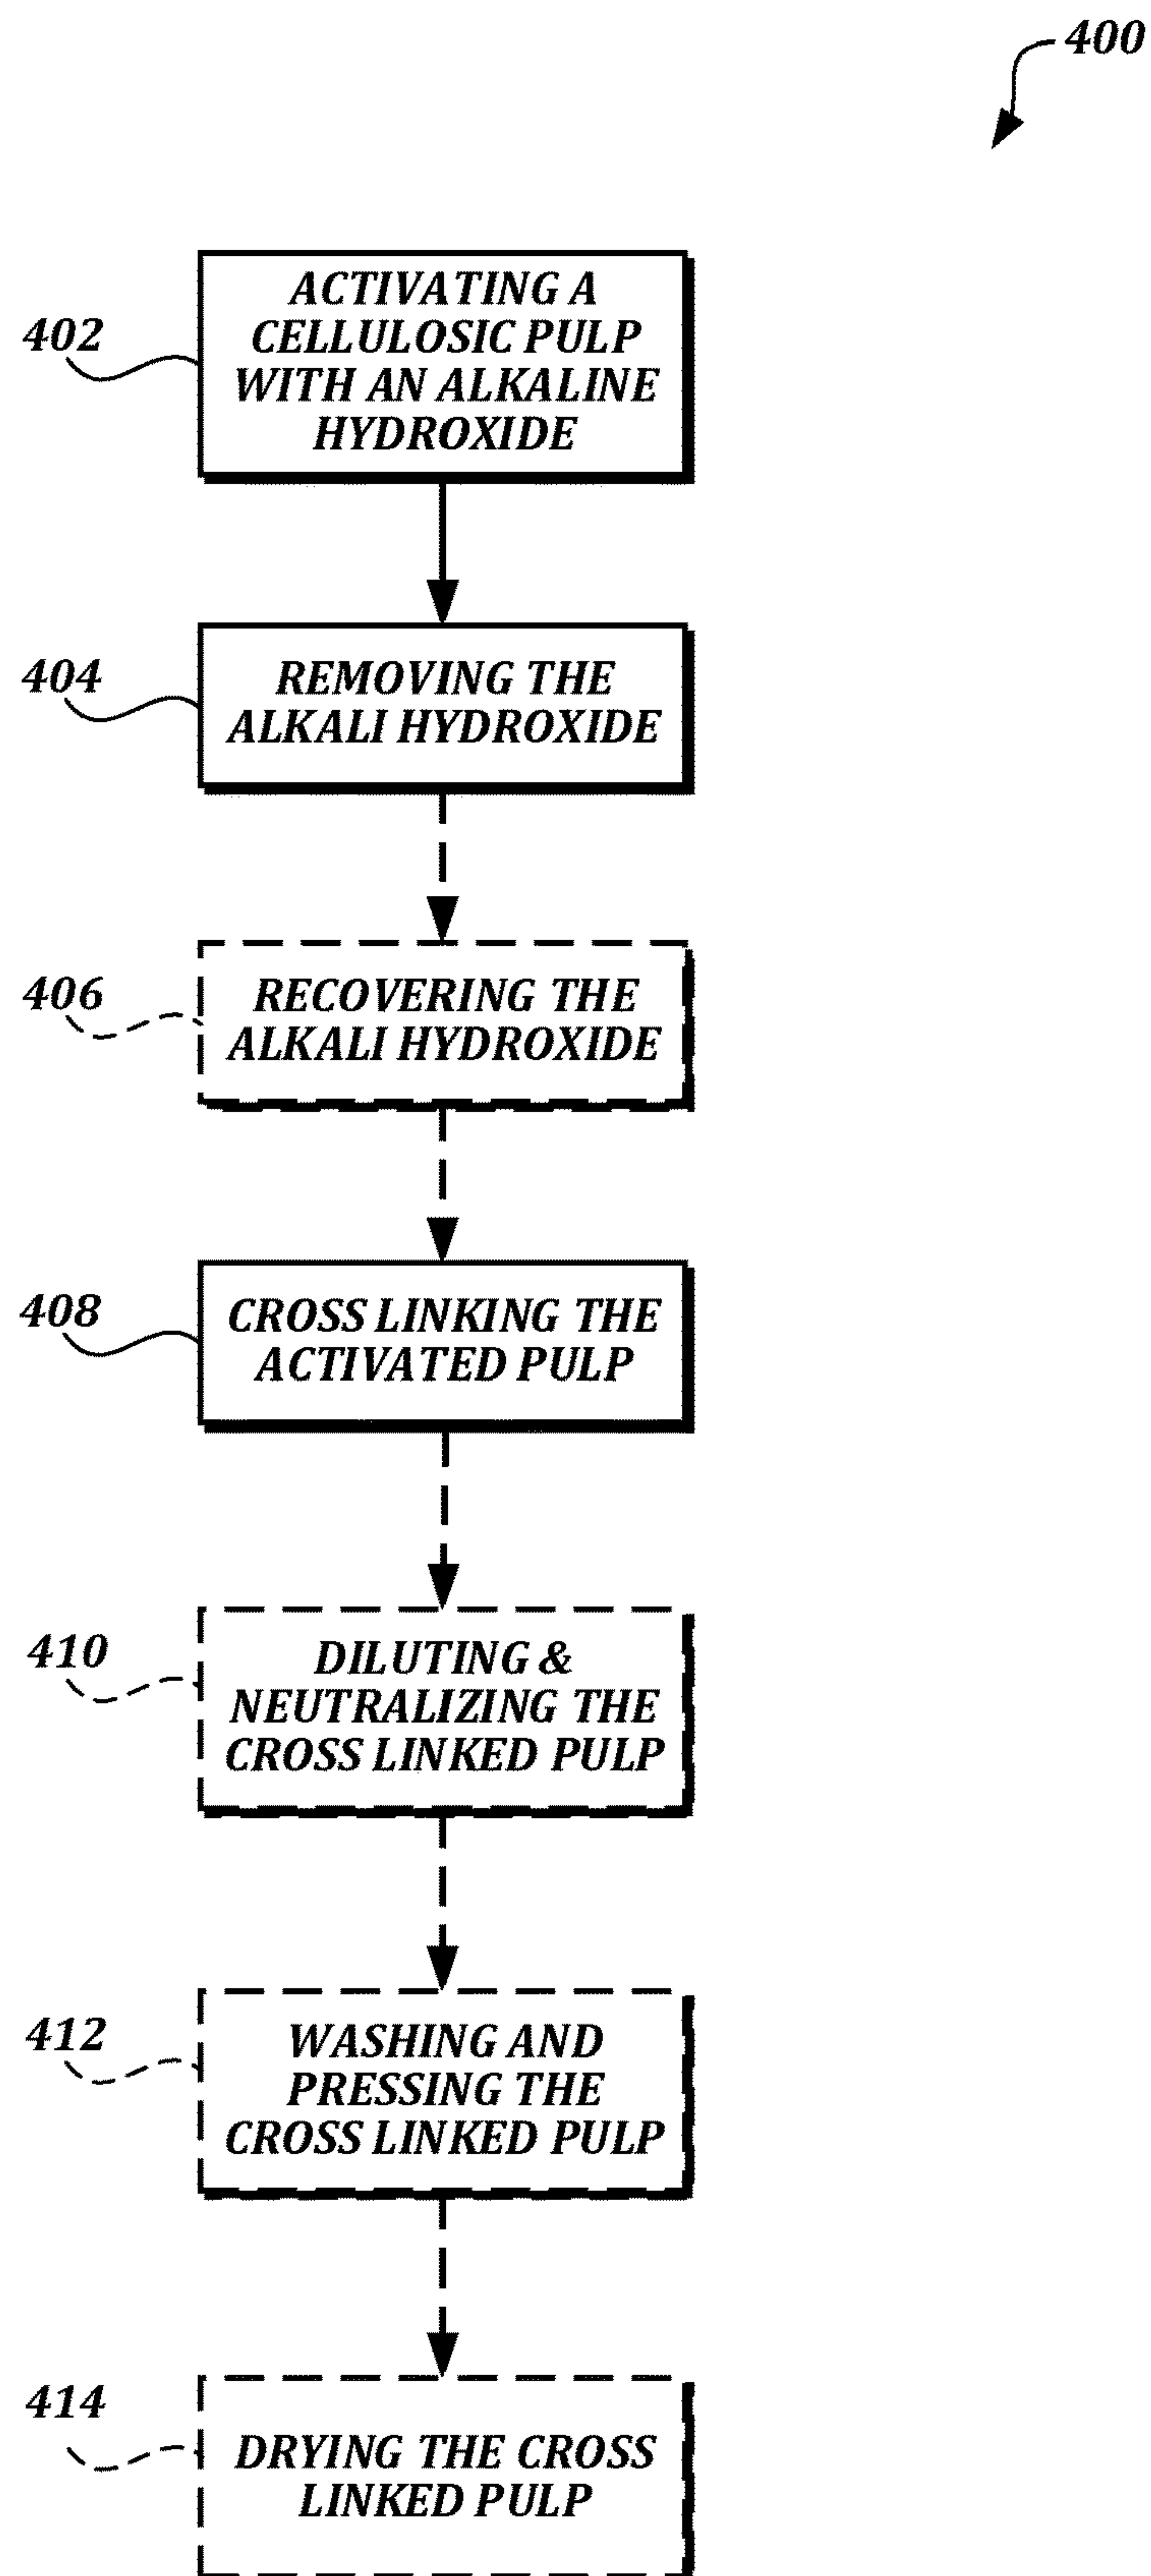 400
402
ACTIVATING A
CELLULOSIC PULP
WITH AN ALKALINE
HYDROXIDE
404
REMOVING THE
ALKALI HYDROXIDE
406
RECOVERING THE
ALKALI HYDROXIDE
408
CROSS LINKING THE
ACTIVATED PULP
410
DILUTING &
NEUTRALIZING THE
CROSS LINKED PULP
412
WASHING AND
PRESSING THE
CROSS LINKED PULP
414
DRYING THE CROSS
LINKED PULP